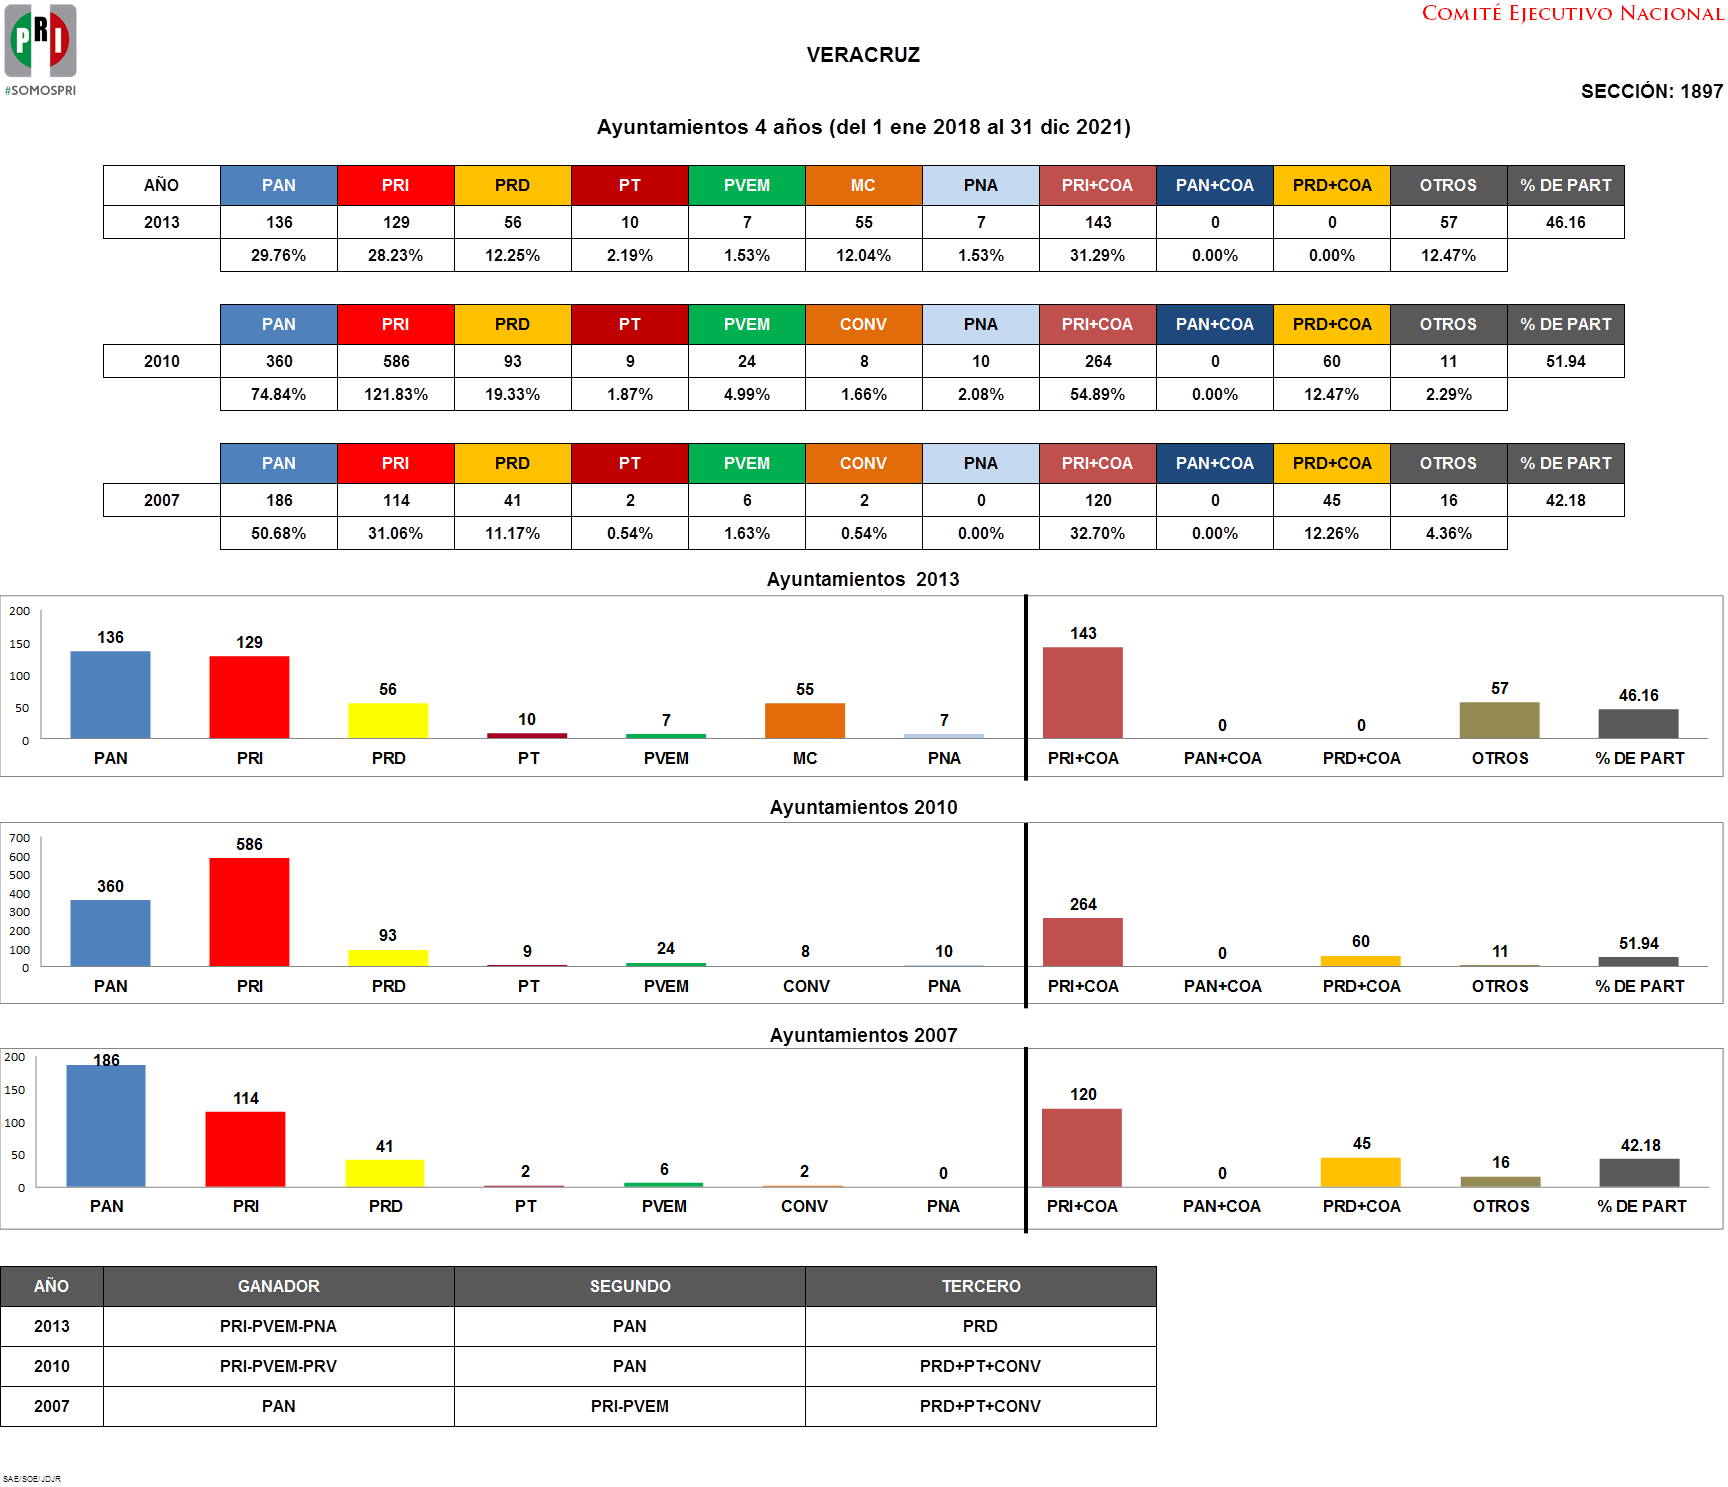 COMITÉ EJECUTIVO NACIONAL
PRI
#SOMOSPRI
VERACRUZ
SECCIÓN: 1897
Ayuntamientos 4 años (del 1 ene 2018 al 31 dic 2021)
AÑO PAN PRI PRD PT PVEM MC PNA PRI+COA PAN+COA PRD+COA OTROS % DE PART
2013 136 129 56 10 7 55 7 143 0 0 57 46.16
29.76% 28.23% 12.25% 2.19% 1.53% 12.04% 1.53% 31.29% 0.00% 0.00% 12.47%
PAN PRI PRD PT PVEM CONV PNA PRI+COA PAN+COA PRD+COA OTROS % DE PART
2010 360 586 93 9 24 8 10 264 0 60 11 51.94
74.84% 121.83% 19.33% 1.87% 4.99% 1.66% 2.08% 54.89% 0.00% 12.47% 2.29%
PAN PRI PRD PT PVEM CONV PNA PRI+COA PAN+COA PRD+COA OTROS % DE PART
2007 186 114 41 2 6 2 0 120 0 45 16 42.18
50.68% 31.06% 11.17% 0.54% 1.63% 0.54% 0.00% 32.70% 0.00% 12.26% 4.36%
Ayuntamientos 2013
200
150
100
50
0
136 129 56 10 7 55 7 143 0 0 57 46.16
PAN PRI PRD PT PVEM MC PNA PRI+COA PAN+COA PRD+COA OTROS % DE PART
Ayuntamientos 2010
700
600
500
400
300
200
100
0
360 586 93 9 24 8 10 264 0 60 11 51.94
PAN PRI PRD PT PVEM CONV PNA PRI+COA PAN+COA PRD+COA OTROS % DE PART
Ayuntamientos 2007
200
150
100
50
0
186 114 41 2 6 2 0 120 0 45 16 42.18
PAN PRI PRD PT PVEM CONV PNA PRI+COA PAN+COA PRD+COA OTROS % DE PART
AÑO GANADOR SEGUNDO TERCERO
2013 PRI-PVEM-PNA PAN PRD
2010 PRI-PVEM-PRV PAN PRD+PT+CONV
2007 PAN PRI-PVEM PRD+PT+CONV
SAE/SOE/JDJR